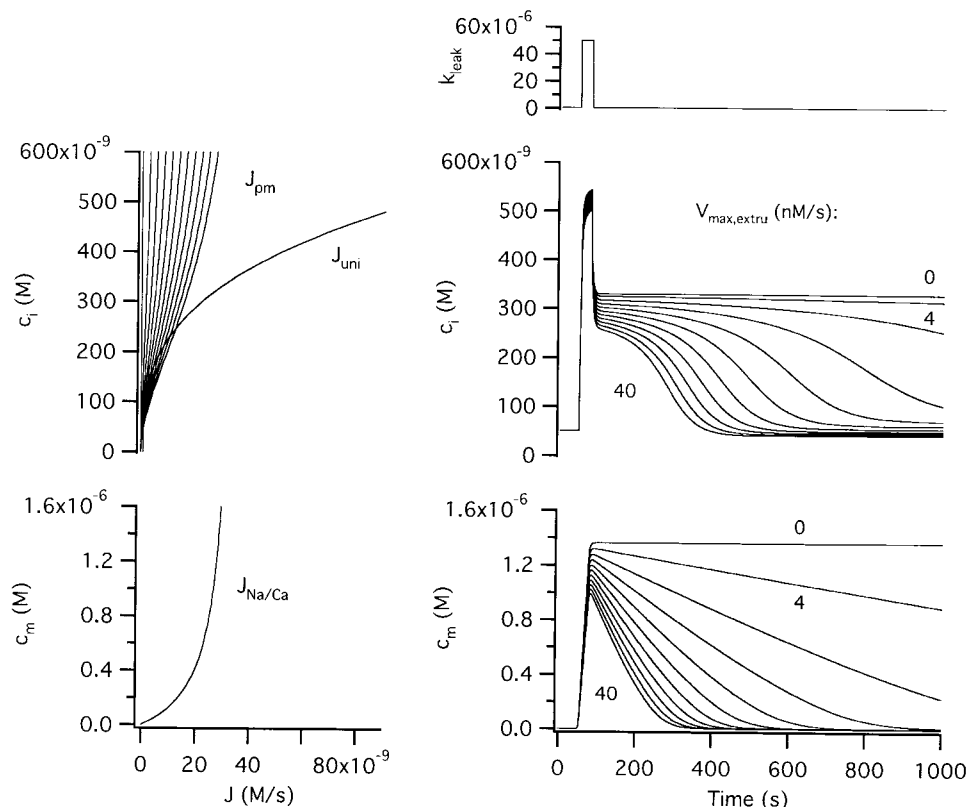 60x10⁻⁶
40
20
0
k_leak
600x10⁻⁹
500
400
300
200
100
0
c_i (M)
J_pm
J_uni
600x10⁻⁹
500
400
300
200
100
0
c_i (M)
V_max,extru (nM/s):
0
4
40
1.6x10⁻⁶
1.2
0.8
0.4
0.0
c_m (M)
J_Na/Ca
0 40 80x10⁻⁹
J (M/s)
1.6x10⁻⁶
1.2
0.8
0.4
0.0
c_m (M)
0
4
40
0 200 400 600 800 1000
Time (s)